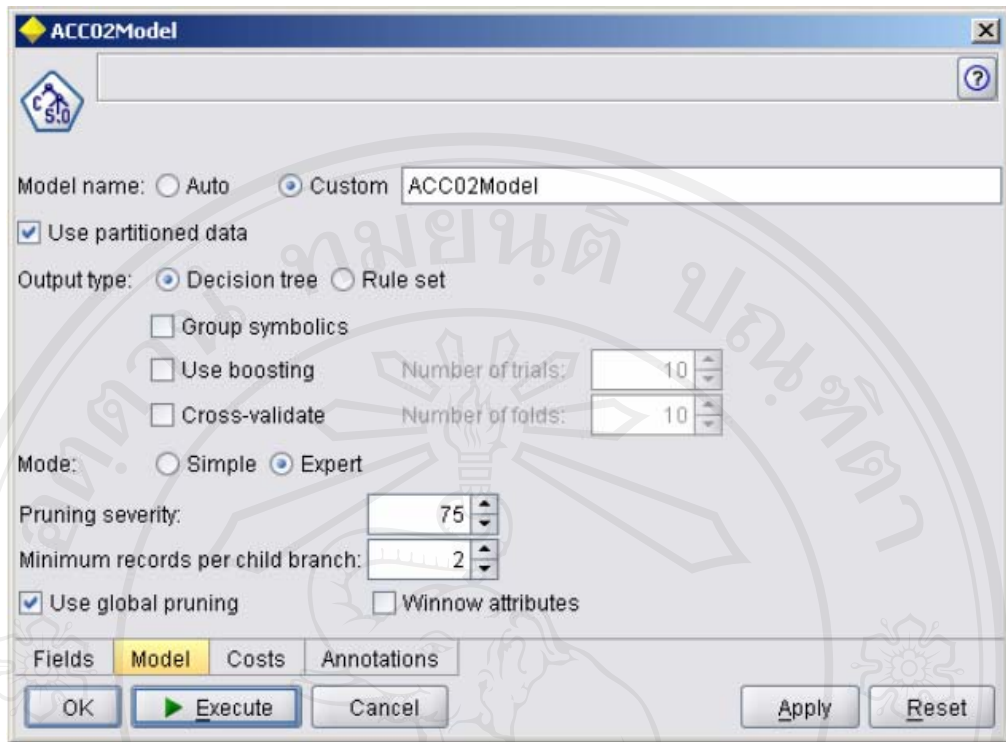 ACC02Model
C5.0
Model name: Auto Custom ACC02Model
Use partitioned data
Output type: Decision tree Rule set
Group symbolics
Use boosting Number of trials: 10
Cross-validate Number of folds: 10
Mode: Simple Expert
Pruning severity: 75
Minimum records per child branch: 2
Use global pruning Winnow attributes
Fields Model Costs Annotations
OK Execute Cancel Apply Reset